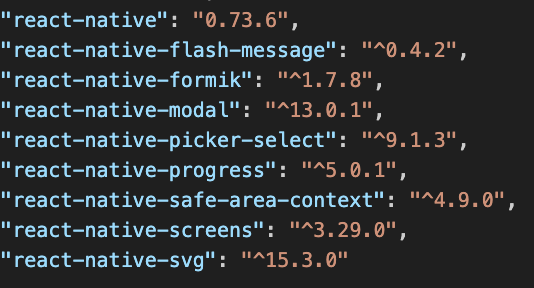 "react-native": "0.73.6",
"react-native-flash-message": "^0.4.2",
"react-native-formik": "^1.7.8",
"react-native-modal": "^13.0.1",
"react-native-picker-select": "^9.1.3",
"react-native-progress": "^5.0.1",
"react-native-safe-area-context": "^4.9.0",
"react-native-screens": "^3.29.0",
"react-native-svg": "^15.3.0"